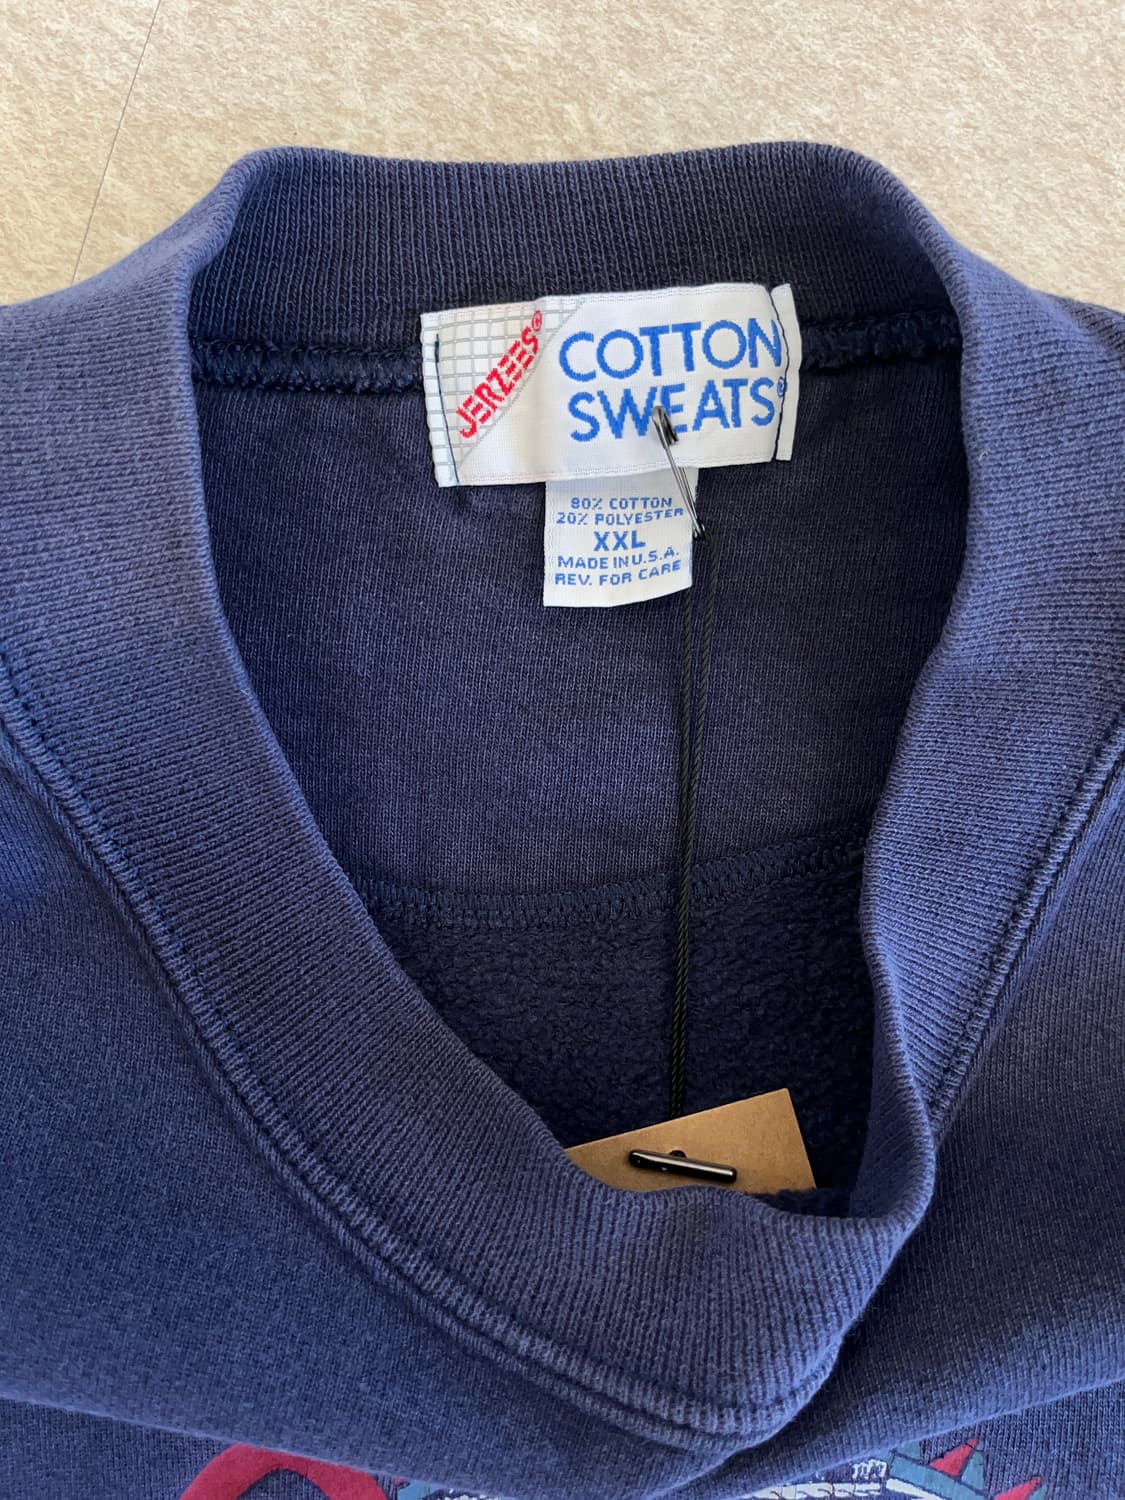 JERZEES©
COTTON
SWEATS®
80% COTTON
20% POLYESTER
XXL
MADE IN U.S.A.
REV. FOR CARE